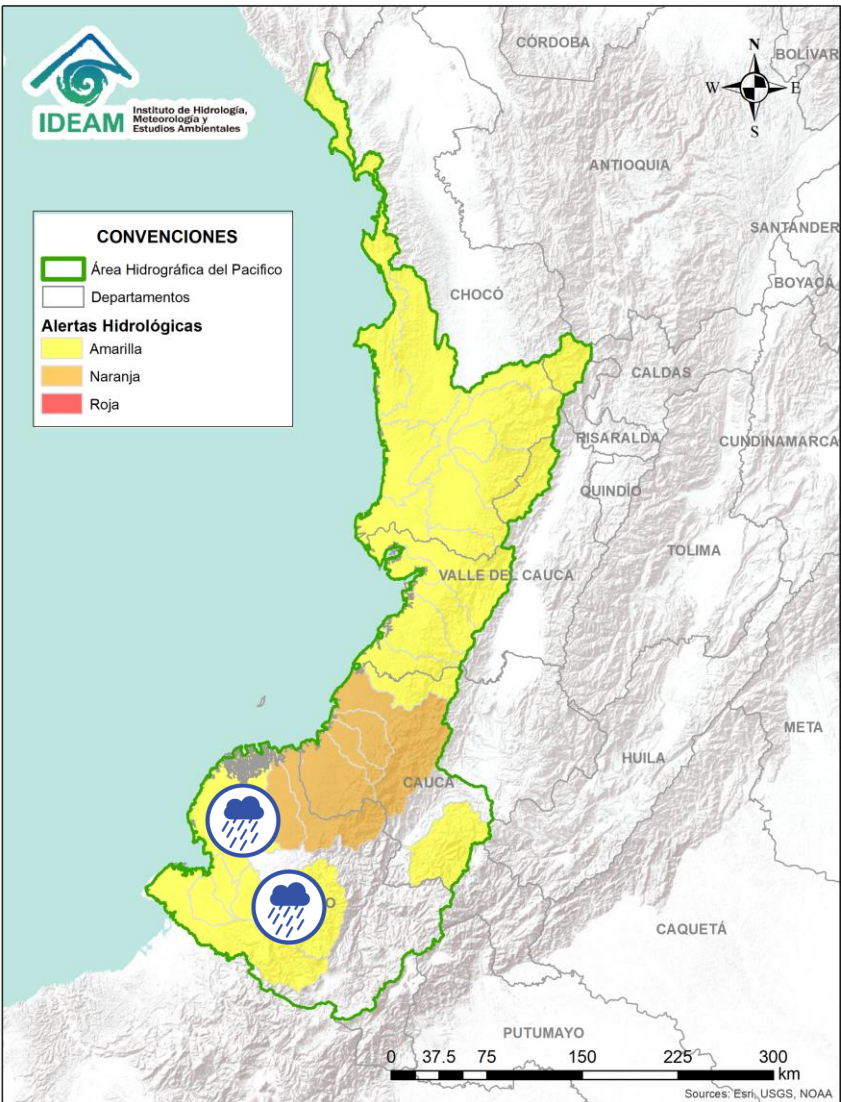 IDEAM
Instituto de Hidrología,
Meteorología y
Estudios Ambientales
CÓRDOBA
BOLÍVAR
N
W
E
S
ANTIOQUIA
SANTANDER
BOYACÁ
CONVENCIONES
Área Hidrográfica del Pacifico
Departamentos
Alertas Hidrológicas
Amarilla
Naranja
Roja
CHOCÓ
CALDAS
RISARALDA
CUNDINAMARCA
QUINDÍO
TOLIMA
VALLE DEL CAUCA
META
HUILA
CAUCA
O
CAQUETÁ
PUTUMAYO
0 37.5 75 150 225 300
km
Sources: Esri, USGS, NOAA